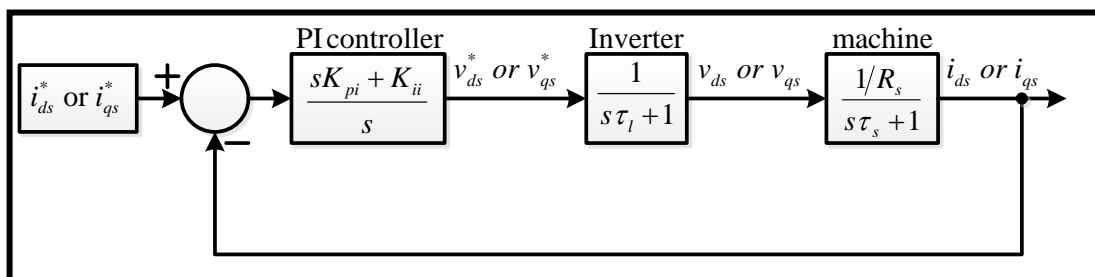 PI controller
Inverter
machine
i*ds or i*qs
+
−
sKpi + Kii
s
v*ds or v*qs
1
sτl + 1
vds or vqs
1/Rs
sτs + 1
ids or iqs